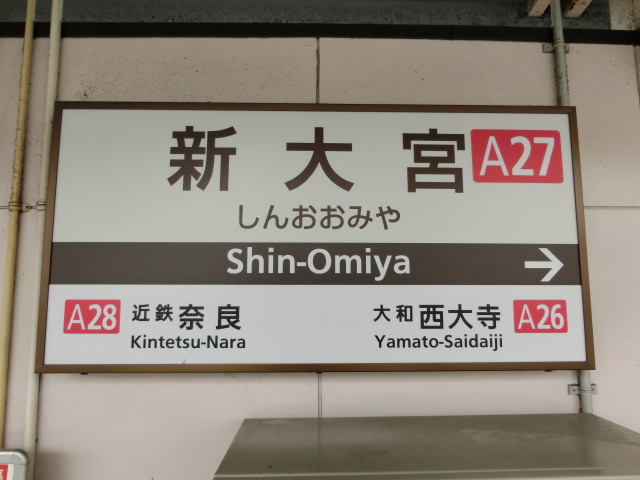 新大宮 A27
しんおおみや
Shin-Omiya →
A28 近鉄奈良 大和西大寺 A26
Kintetsu-Nara Yamato-Saidaiji